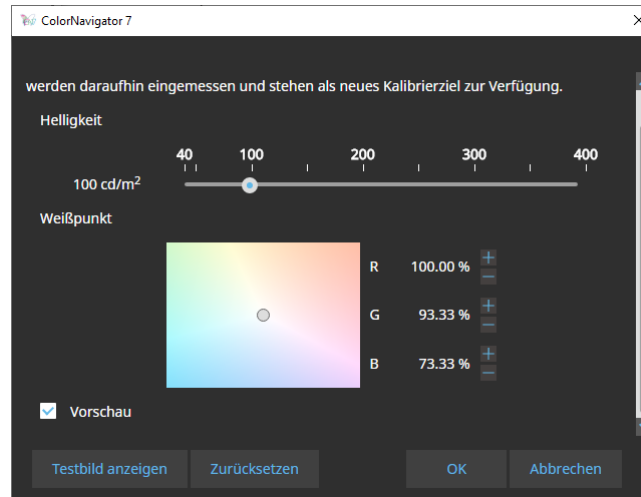 ColorNavigator 7
werden daraufhin eingemessen und stehen als neues Kalibrierziel zur Verfügung.
Helligkeit
40 100 200 300 400
100 cd/m²
Weißpunkt
R 100.00 % +
−
G 93.33 % +
−
B 73.33 % +
−
Vorschau
Testbild anzeigen Zurücksetzen OK Abbrechen